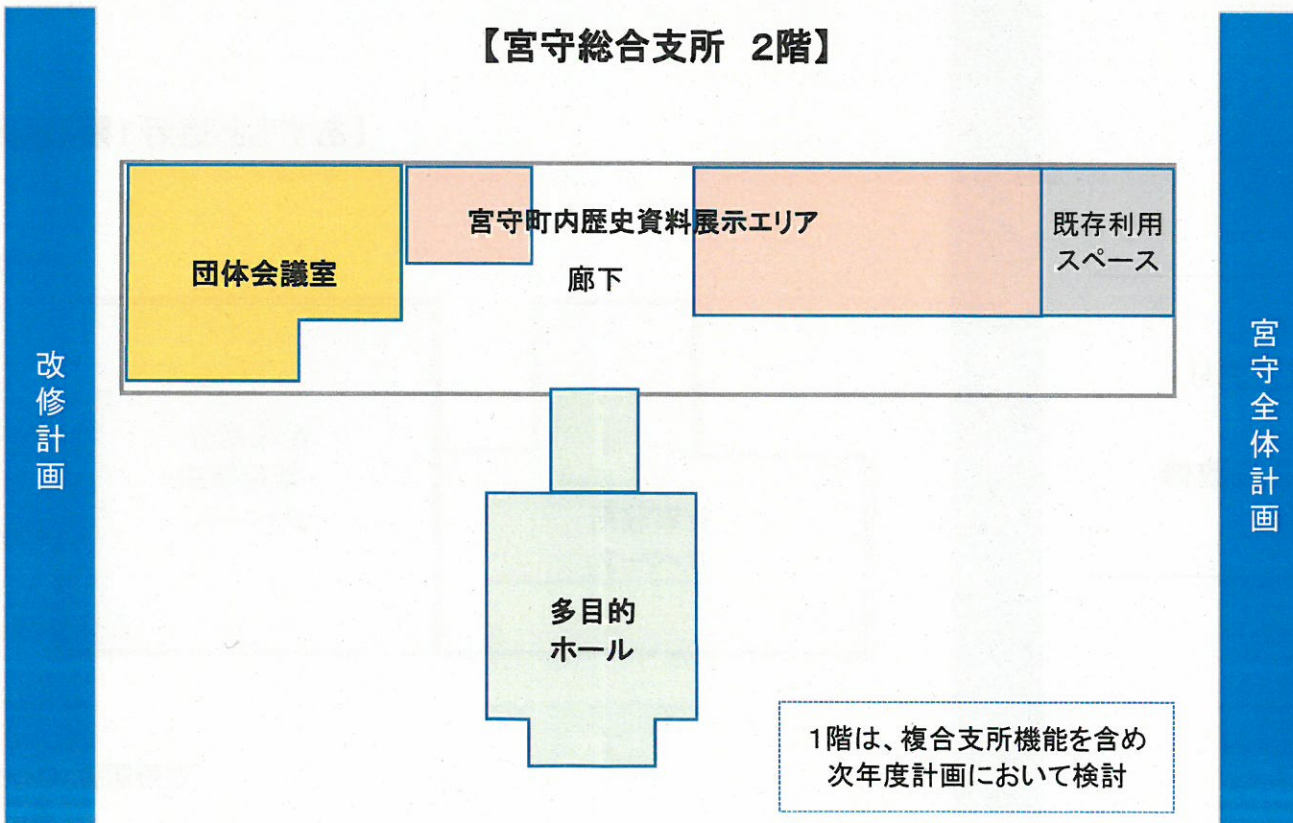 【宮守総合支所 2階】
改修計画
団体会議室
宮守町内歴史資料展示エリア
廊下
既存利用
スペース
多目的
ホール
1階は、複合支所機能を含め
次年度計画において検討
宮守全体計画